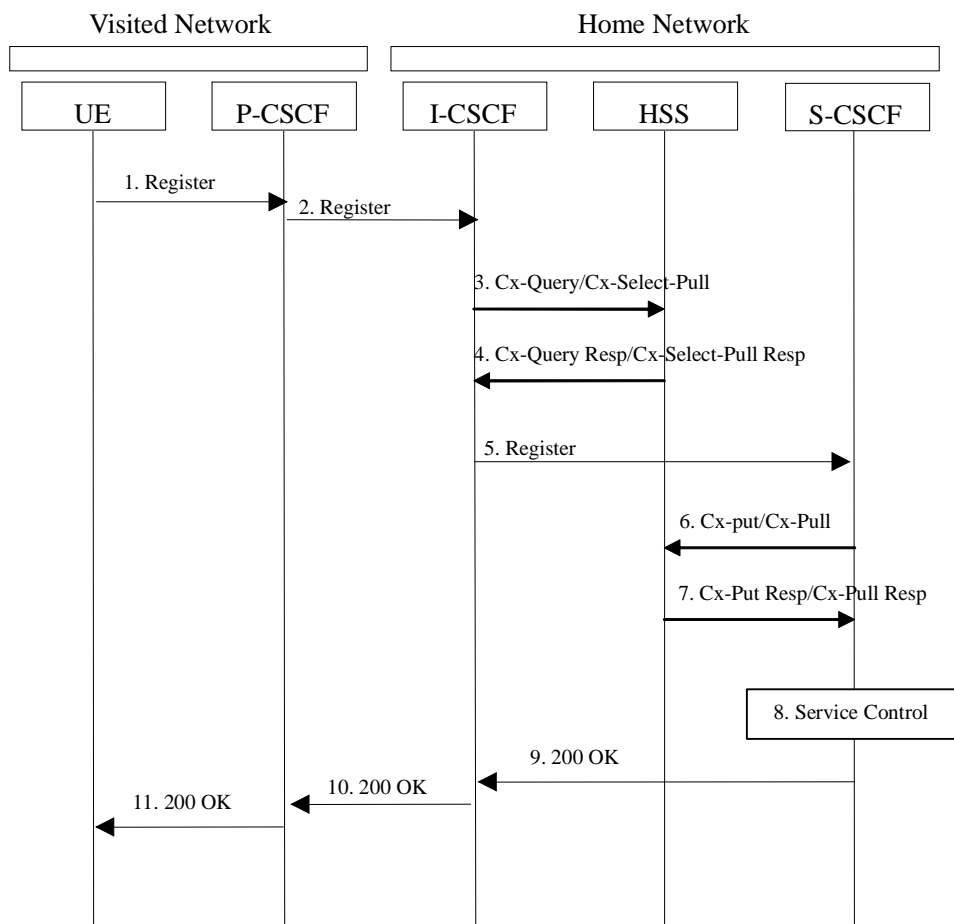 Visited Network
Home Network
UE
P-CSCF
I-CSCF
HSS
S-CSCF
1. Register
2. Register
3. Cx-Query/Cx-Select-Pull
4. Cx-Query Resp/Cx-Select-Pull Resp
5. Register
6. Cx-put/Cx-Pull
7. Cx-Put Resp/Cx-Pull Resp
8. Service Control
9. 200 OK
10. 200 OK
11. 200 OK